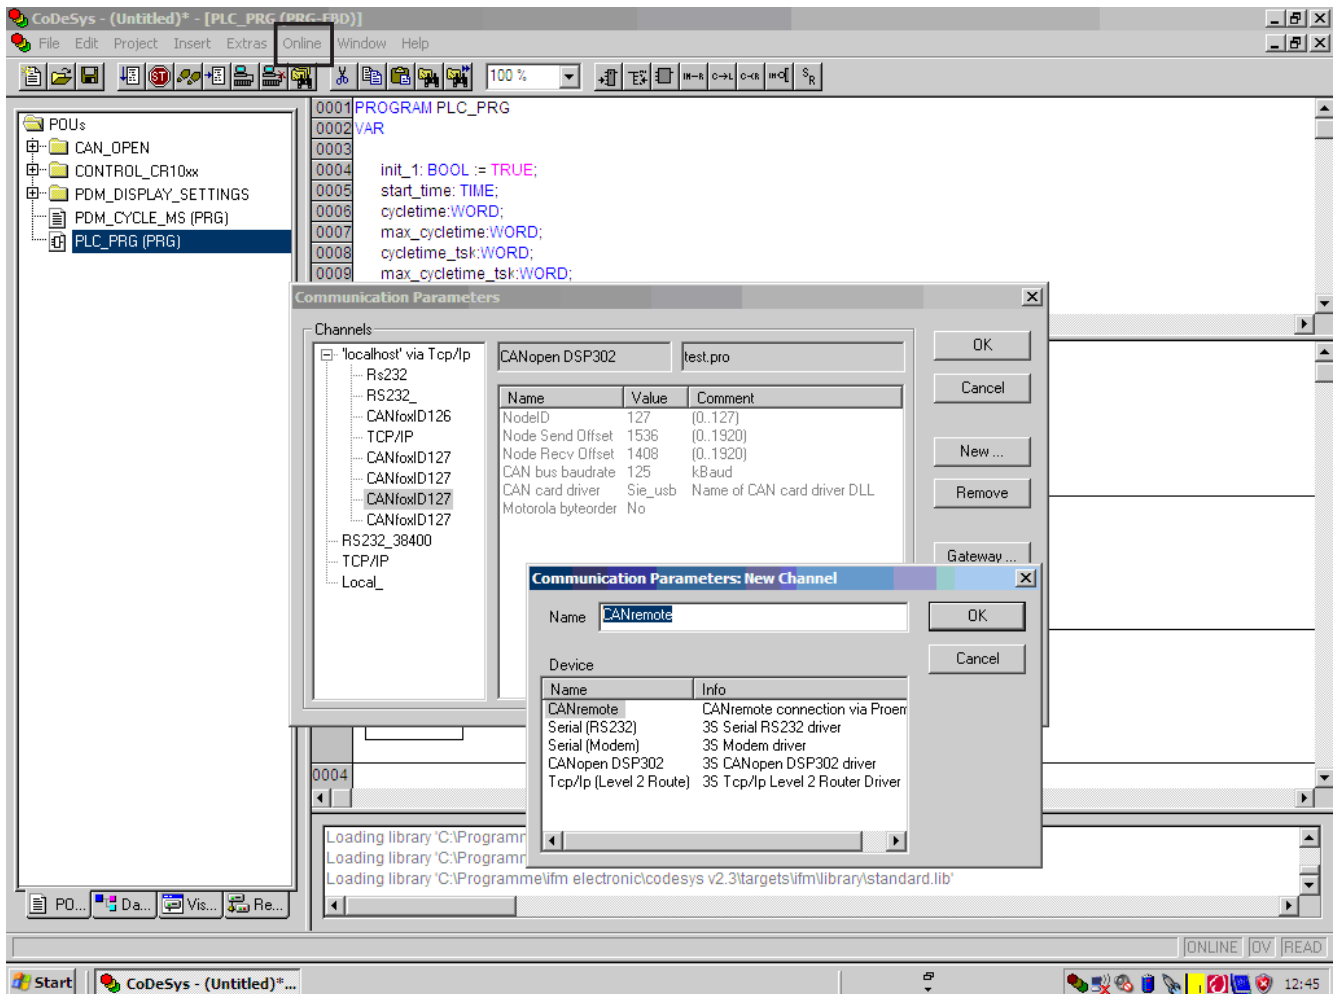 CoDeSys - (Untitled)* - [PLC_PRG (PRG-FBD)]
File Edit Project Insert Extras Online Window Help
100 %
POUs
CAN_OPEN
CONTROL_CR10xx
PDM_DISPLAY_SETTINGS
PDM_CYCLE_MS (PRG)
PLC_PRG (PRG)
0001 PROGRAM PLC_PRG
0002 VAR
0003
0004 init_1: BOOL := TRUE;
0005 start_time: TIME;
0006 cycletime:WORD;
0007 max_cycletime:WORD;
0008 cycletime_tsk:WORD;
0009 max_cycletime_tsk:WORD;
Communication Parameters
Channels
'localhost' via Tcp/Ip
Rs232
RS232_
CANfoxID126
TCP/IP
CANfoxID127
CANfoxID127
CANfoxID127
CANfoxID127
RS232_38400
TCP/IP
Local_
CANopen DSP302 test.pro
Name Value Comment
NodeID 127 (0..127)
Node Send Offset 1536 (0..1920)
Node Recv Offset 1408 (0..1920)
CAN bus baudrate 125 kBaud
CAN card driver Sie_usb Name of CAN card driver DLL
Motorola byteorder No
OK
Cancel
New ...
Remove
Gateway ...
Communication Parameters: New Channel
Name CANremote
OK
Cancel
Device
Name Info
CANremote CANremote connection via Proem
Serial (RS232) 3S Serial RS232 driver
Serial (Modem) 3S Modem driver
CANopen DSP302 3S CANopen DSP302 driver
Tcp/Ip (Level 2 Route) 3S Tcp/Ip Level 2 Router Driver
0004
Loading library 'C:\Programm
Loading library 'C:\Programm
Loading library 'C:\Programme\ifm electronic\codesys v2.3\targets\ifm\library\standard.lib'
PO... Da... Vis... Re...
ONLINE OV READ
Start CoDeSys - (Untitled)*... 12:45